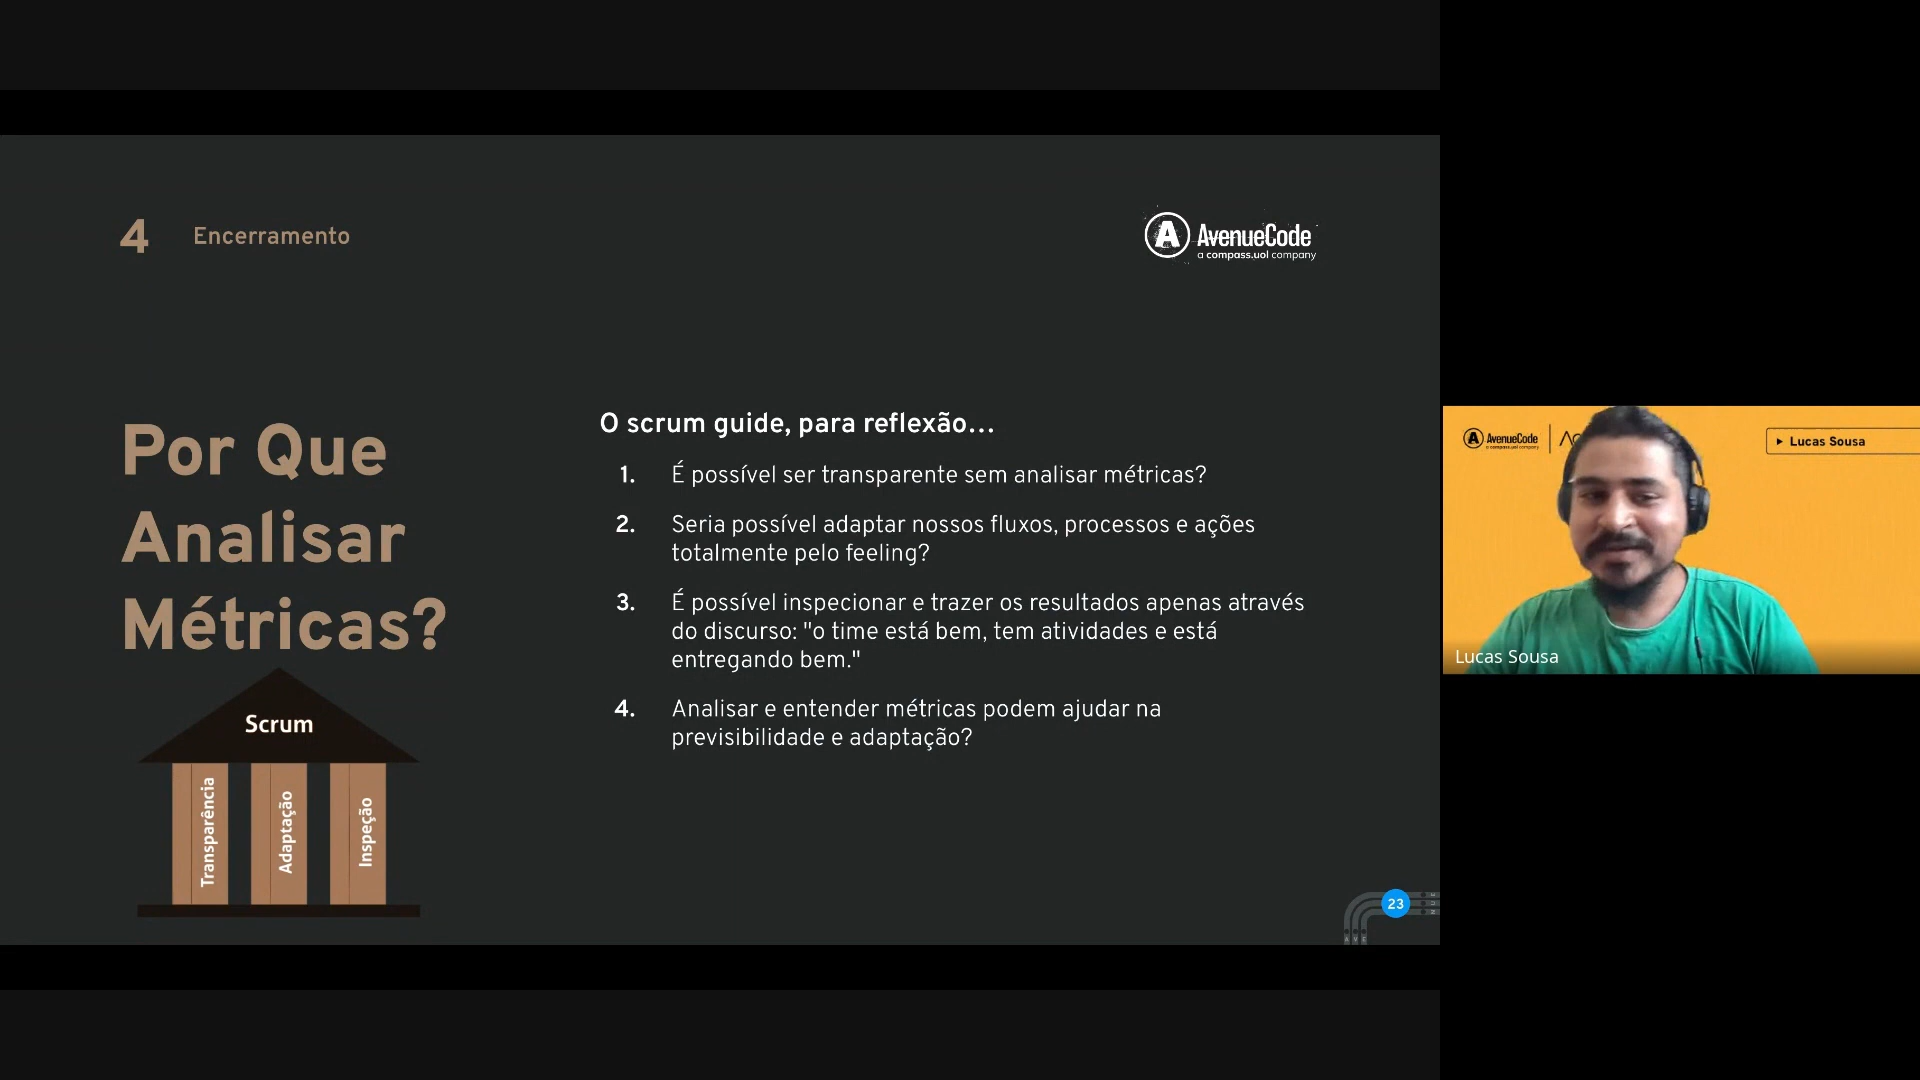 4 Encerramento
AvenueCode
a compass.uol company
Por Que
Analisar
Métricas?
O scrum guide, para reflexão...
1. É possível ser transparente sem analisar métricas?
2. Seria possível adaptar nossos fluxos, processos e ações
totalmente pelo feeling?
3. É possível inspecionar e trazer os resultados apenas através
do discurso: "o time está bem, tem atividades e está
entregando bem."
4. Analisar e entender métricas podem ajudar na
previsibilidade e adaptação?
Scrum
Transparência
Adaptação
Inspeção
23
AvenueCode
a compass.uol company
Lucas Sousa
Lucas Sousa